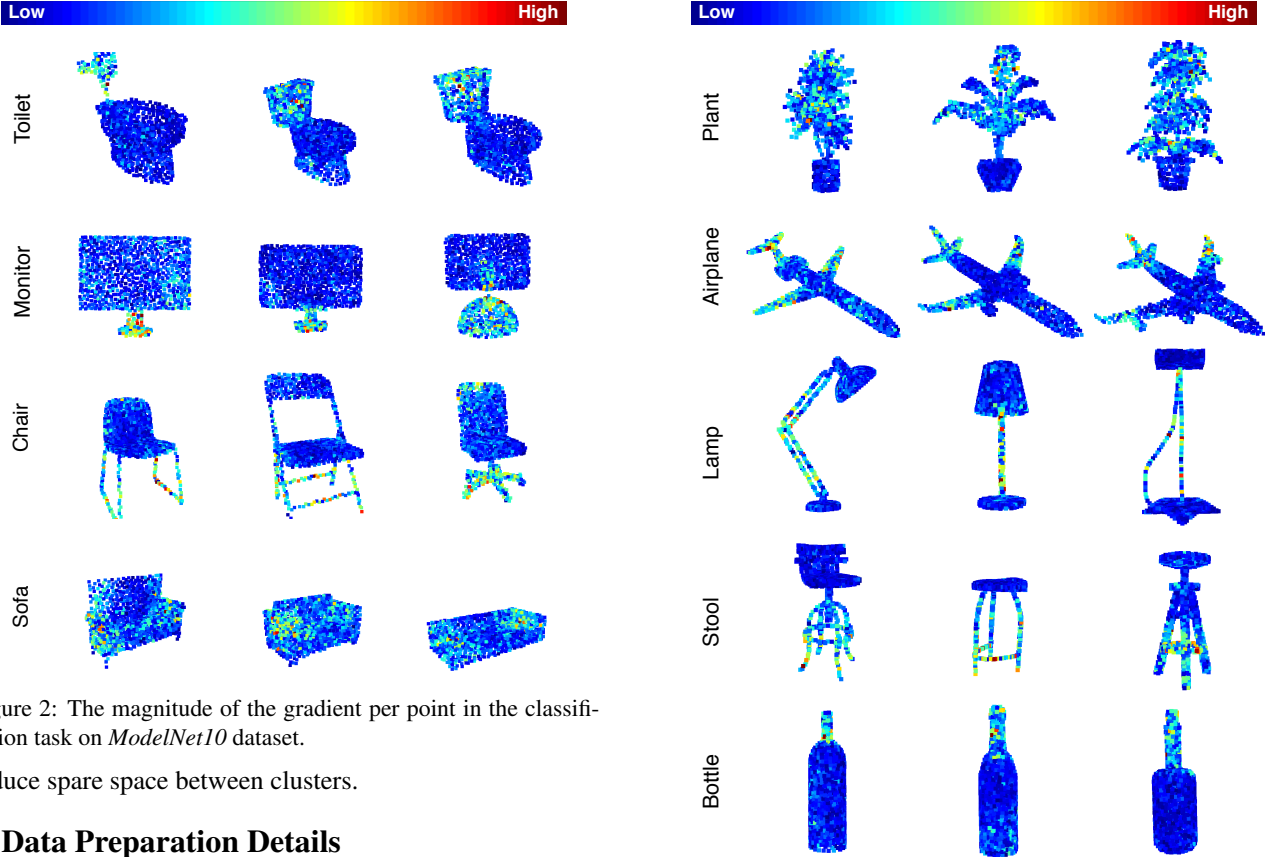 Low High
Toilet
Monitor
Chair
Sofa
gure 2: The magnitude of the gradient per point in the classifi-
ion task on ModelNet10 dataset.
duce spare space between clusters.
Data Preparation Details
Low High
Plant
Airplane
Lamp
Stool
Bottle